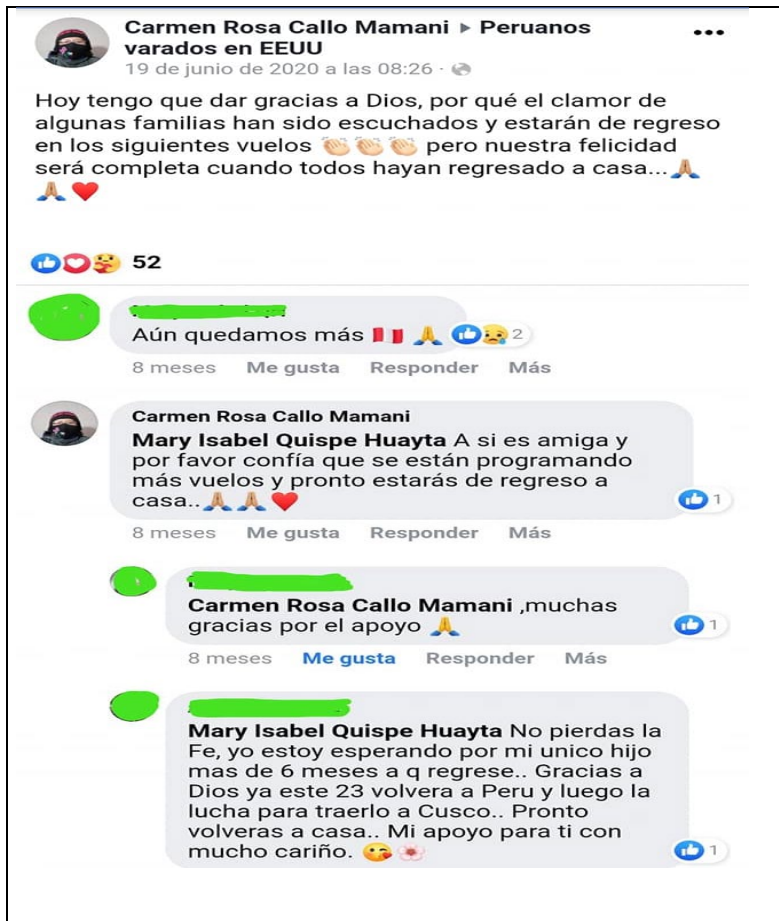 Carmen Rosa Callo Mamani ▸ Peruanos
varados en EEUU
19 de junio de 2020 a las 08:26 ·
Hoy tengo que dar gracias a Dios, por qué el clamor de
algunas familias han sido escuchados y estarán de regreso
en los siguientes vuelos 👏🏻👏🏻👏🏻 pero nuestra felicidad
será completa cuando todos hayan regresado a casa...🙏🏽
🙏🏽❤️
52
Aún quedamos más 🇵🇪🙏 2
8 meses Me gusta Responder Más
Carmen Rosa Callo Mamani
Mary Isabel Quispe Huayta A si es amiga y
por favor confía que se están programando
más vuelos y pronto estarás de regreso a
casa..🙏🏽🙏🏽❤️ 1
8 meses Me gusta Responder Más
Carmen Rosa Callo Mamani ,muchas
gracias por el apoyo 🙏 1
8 meses Me gusta Responder Más
Mary Isabel Quispe Huayta No pierdas la
Fe, yo estoy esperando por mi unico hijo
mas de 6 meses a q regrese.. Gracias a
Dios ya este 23 volvera a Peru y luego la
lucha para traerlo a Cusco.. Pronto
volveras a casa.. Mi apoyo para ti con
mucho cariño. 😘🌸 1